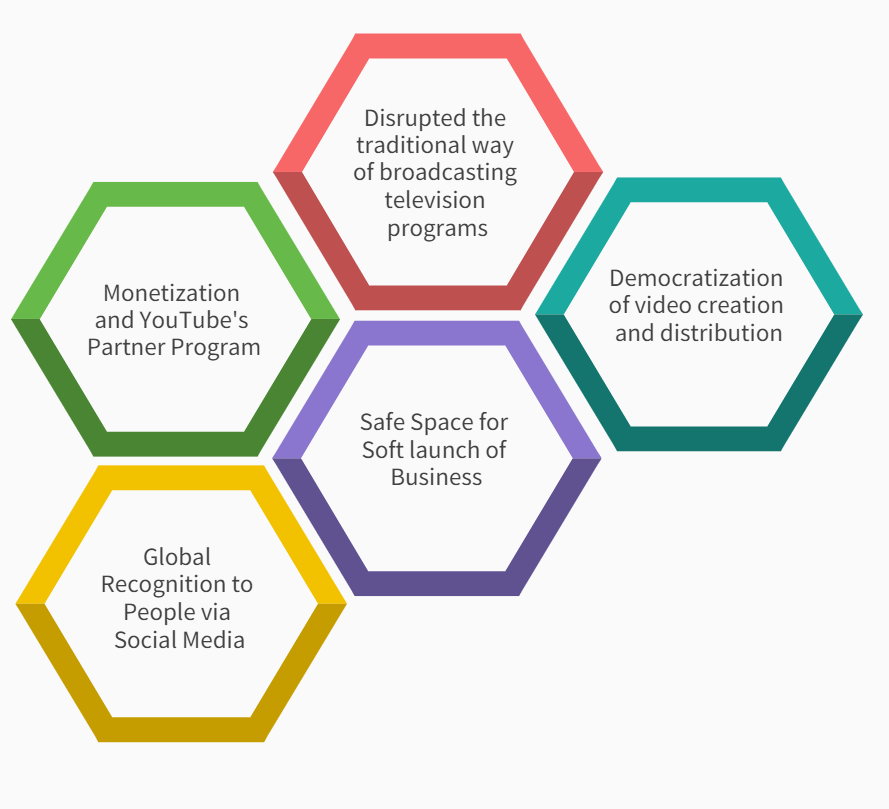 Disrupted the
traditional way
of broadcasting
television
programs
Monetization
and YouTube's
Partner Program
Democratization
of video creation
and distribution
Safe Space for
Soft launch of
Business
Global
Recognition to
People via
Social Media